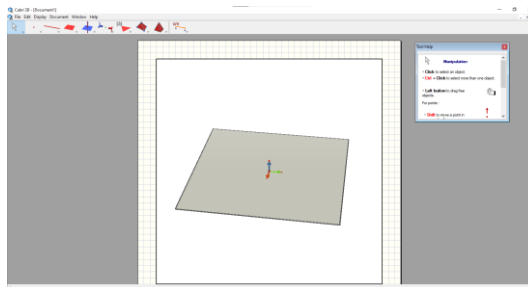 Cabri 3D - [Document1]
File Edit Display Document Window Help
Tool Help
Manipulation
- Click to select an object.
- Ctrl + Click to select more than one object.
- Left button to drag free
objects.
For points:
- Shift to move a point in